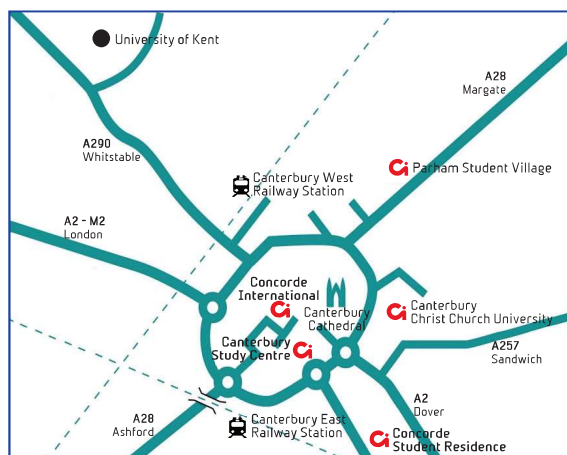 University of Kent
A28
Margate
A290
Whitstable
Parham Student Village
Canterbury West
Railway Station
A2 - M2
London
Concorde
International
Canterbury
Cathedral
Canterbury
Christ Church University
Canterbury
Study Centre
A257
Sandwich
A2
Dover
A28
Ashford
Canterbury East
Railway Station
Concorde
Student Residence